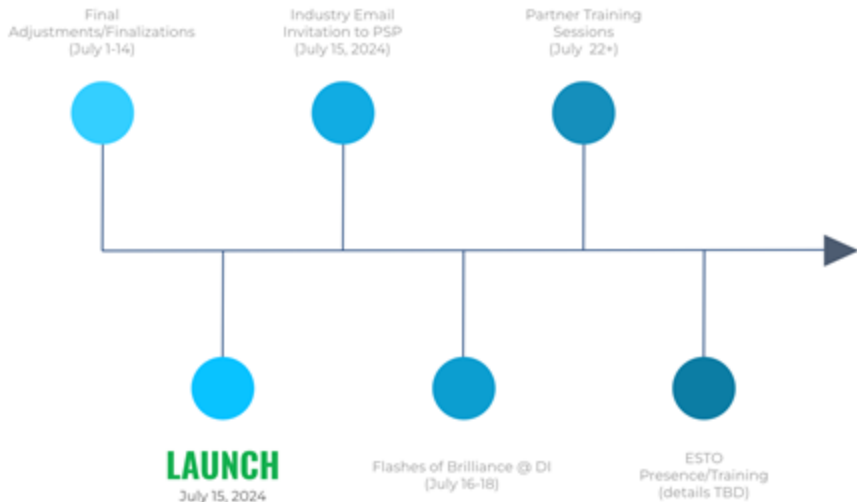 Final
Adjustments/Finalizations
(July 1-14)
Industry Email
Invitation to PSP
(July 15, 2024)
Partner Training
Sessions
(July 22+)
LAUNCH
July 15, 2024
Flashes of Brilliance @ DI
(July 16-18)
ESTO
Presence/Training
(details TBD)